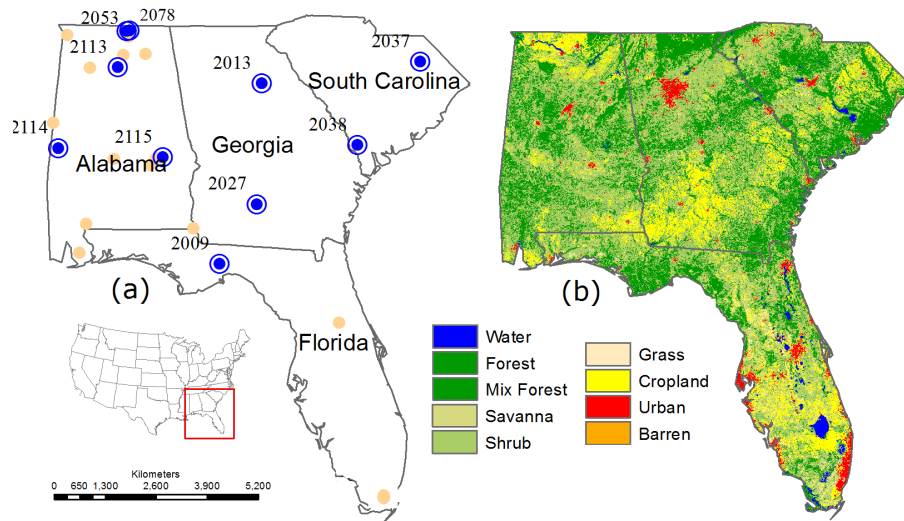 2053 2078
2113
2114
2115
Alabama
2013
Georgia
2027
2009
2037
South Carolina
2038
(a)
Florida
Kilometers
0 650 1,300 2,600 3,900 5,200
(b)
Water
Forest
Mix Forest
Savanna
Shrub
Grass
Cropland
Urban
Barren